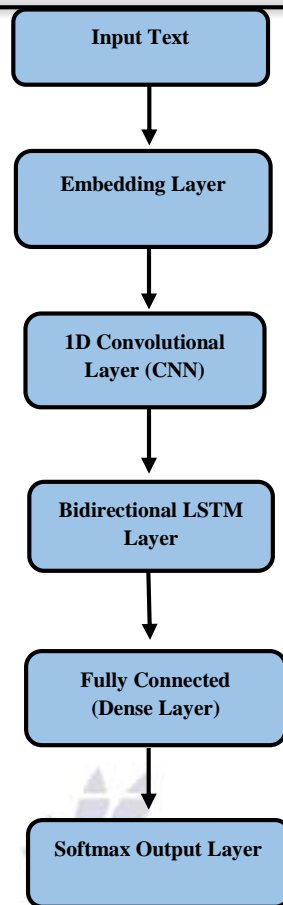 Input Text
Embedding Layer
1D Convolutional
Layer (CNN)
Bidirectional LSTM
Layer
Fully Connected
(Dense Layer)
Softmax Output Layer